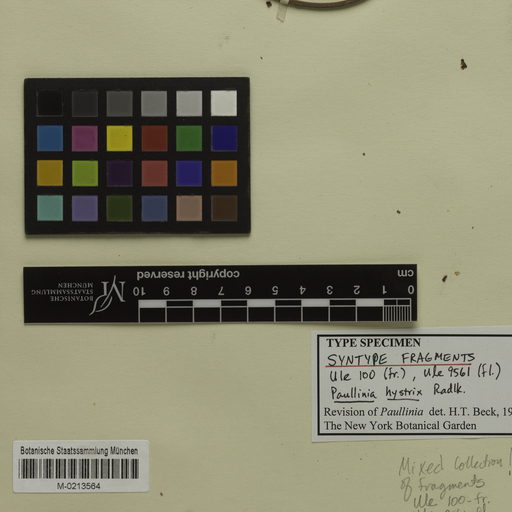 copyright reserved
cm
10 9 8 7 6 5 4 3 2 1 0
BOTANISCHE
STAATSSAMMLUNG
MÜNCHEN
TYPE SPECIMEN
SYNTYPE FRAGMENTS
Ule 100 (fr.), Ule 9561 (fl.)
Paullinia hystrix Radlk.
Revision of Paullinia det. H.T. Beck, 19
The New York Botanical Garden
Botanische Staatssammlung München
M-0213564
Mixed Collection!
of fragments
Ule 100-fr.